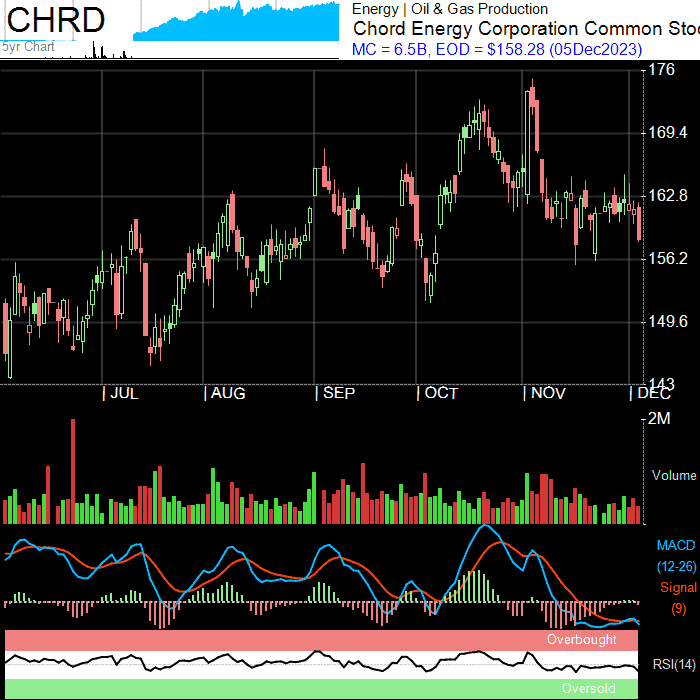 CHRD
5yr Chart
Energy | Oil & Gas Production
Chord Energy Corporation Common Stoc
MC = 6.5B, EOD = $158.28 (05Dec2023)
176
169.4
162.8
156.2
149.6
143
JUL AUG SEP OCT NOV DEC
2M
Volume
MACD
(12-26)
Signal
(9)
Overbought
RSI(14)
Oversold